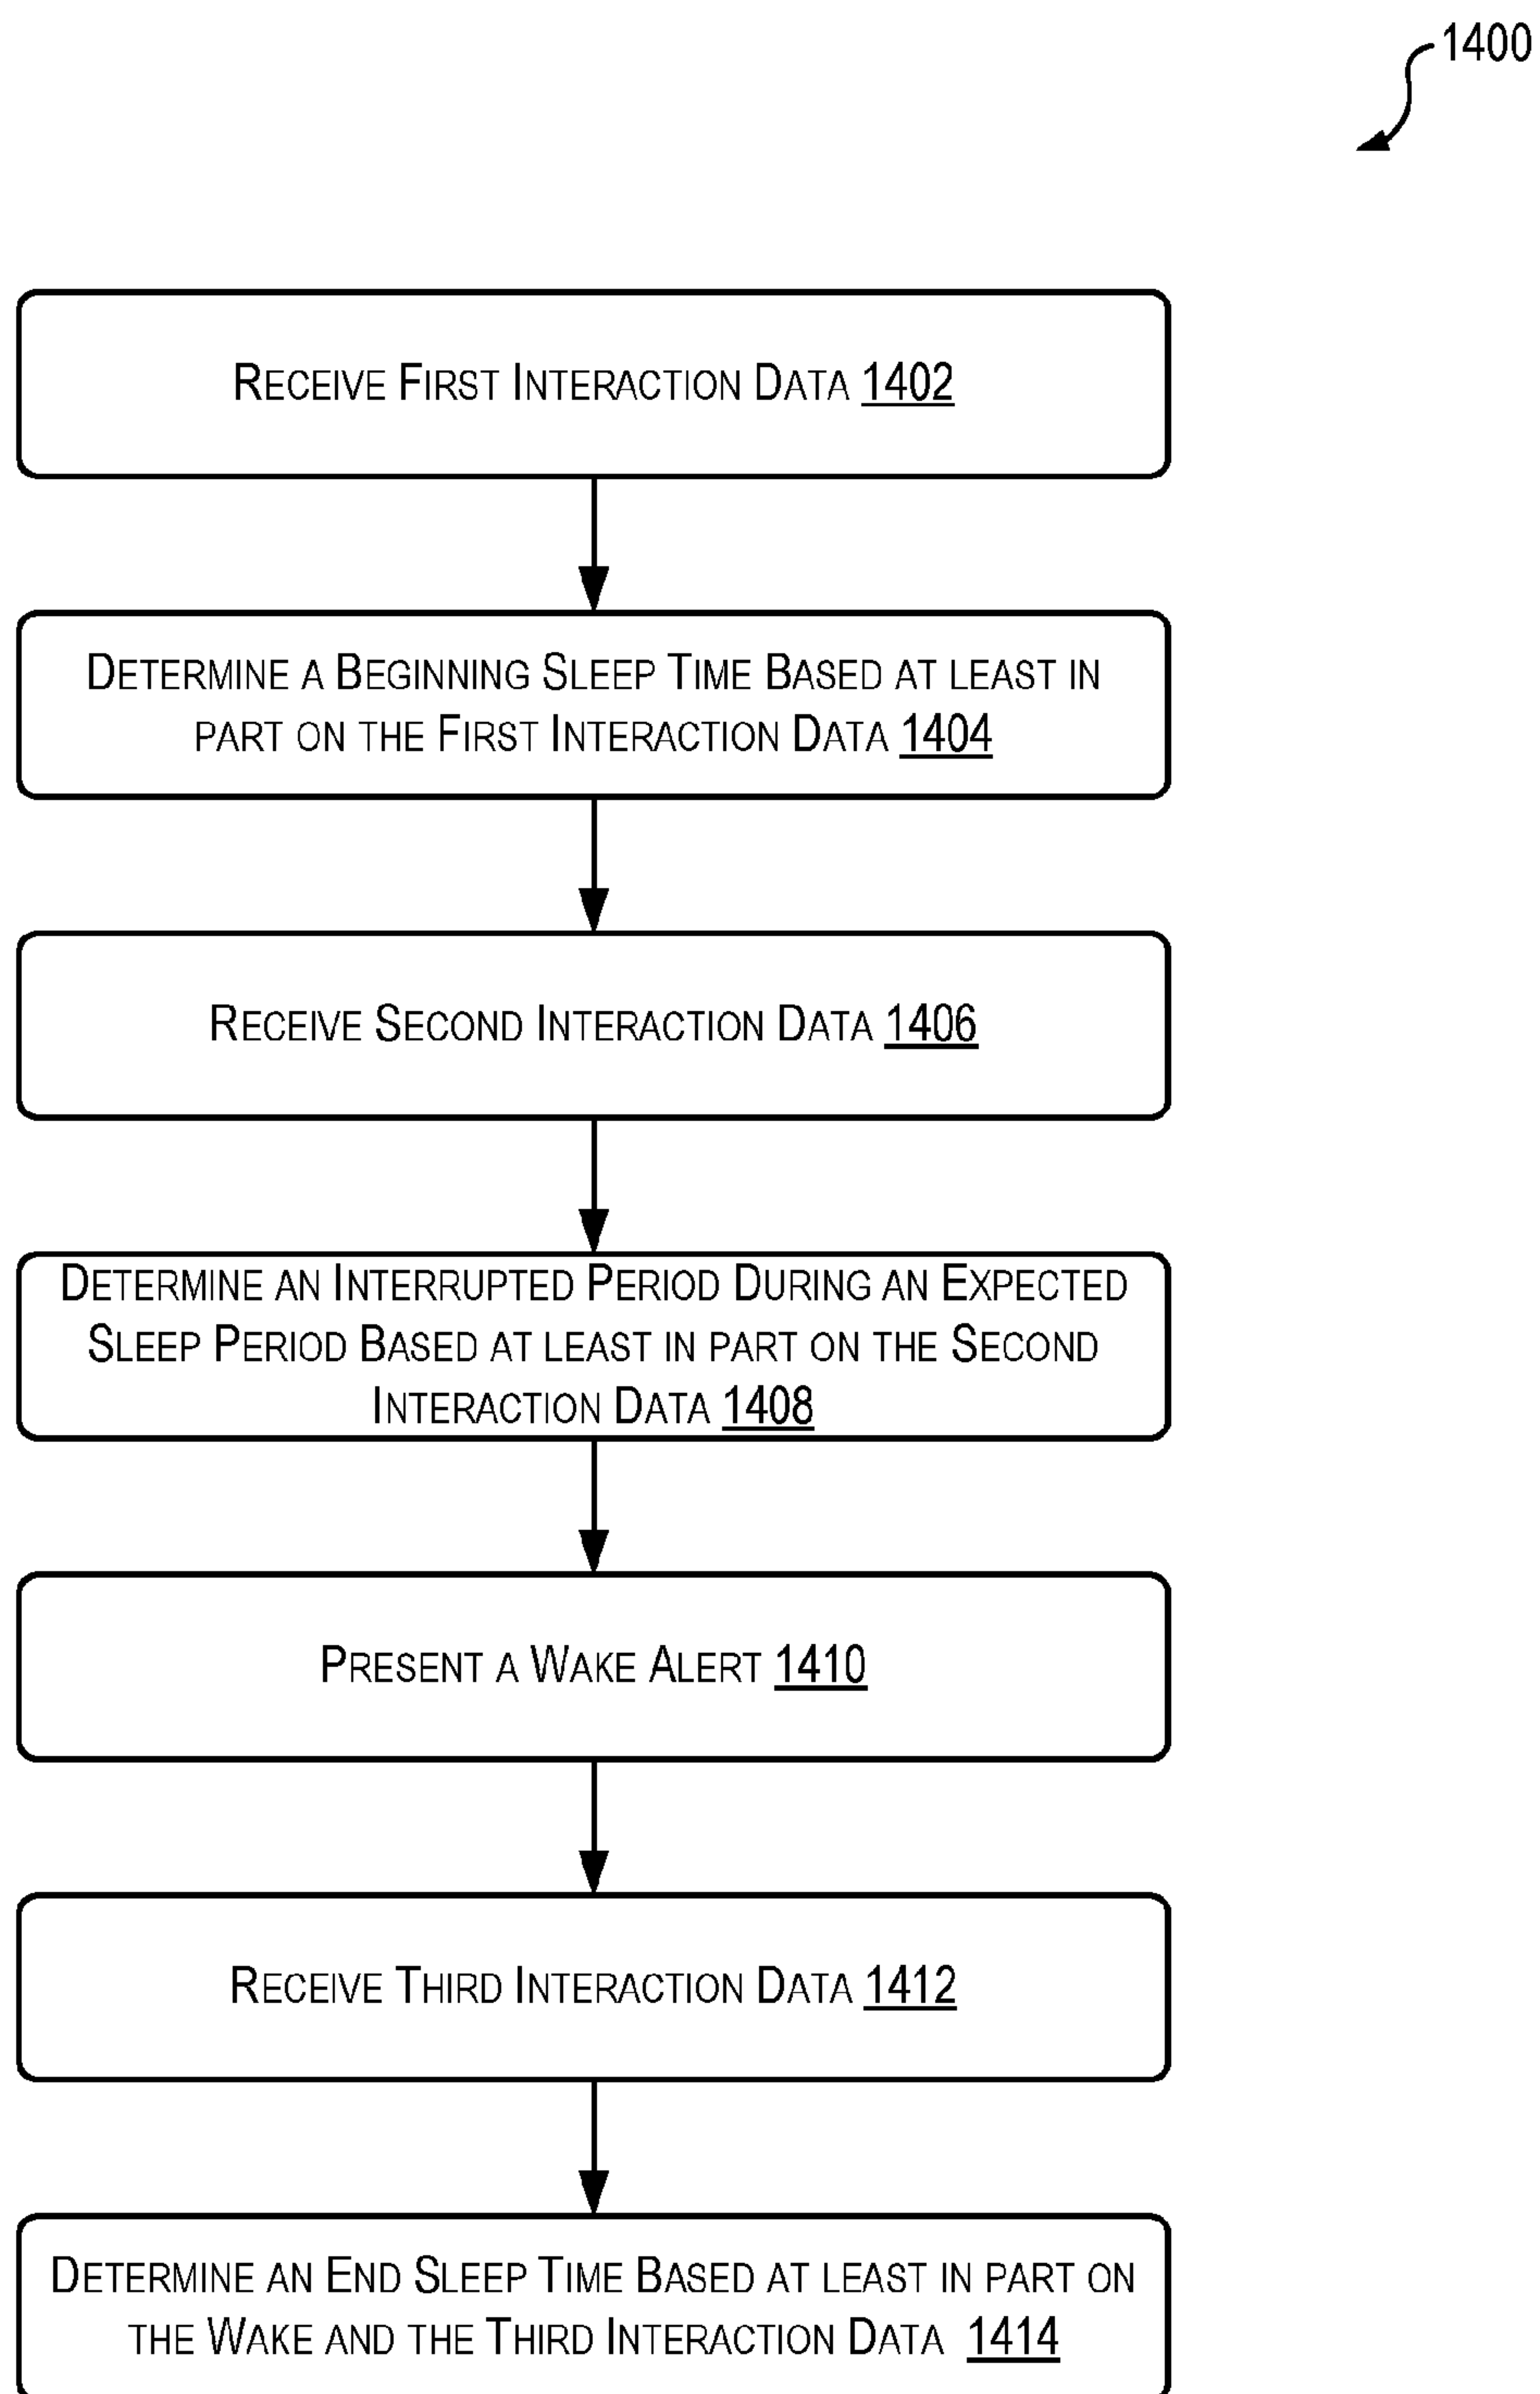 1400
RECEIVE FIRST INTERACTION DATA 1402
DETERMINE A BEGINNING SLEEP TIME BASED AT LEAST IN
PART ON THE FIRST INTERACTION DATA 1404
RECEIVE SECOND INTERACTION DATA 1406
DETERMINE AN INTERRUPTED PERIOD DURING AN EXPECTED
SLEEP PERIOD BASED AT LEAST IN PART ON THE SECOND
INTERACTION DATA 1408
PRESENT A WAKE ALERT 1410
RECEIVE THIRD INTERACTION DATA 1412
DETERMINE AN END SLEEP TIME BASED AT LEAST IN PART ON
THE WAKE AND THE THIRD INTERACTION DATA 1414